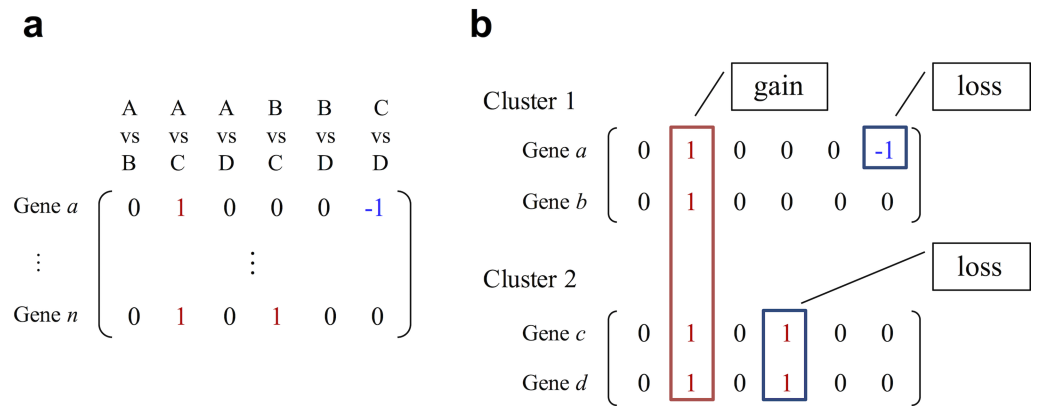 a
A A A B B C
vs vs vs vs vs vs
B C D C D D
Gene a 0 1 0 0 0 -1
⋮ ⋮
Gene n 0 1 0 1 0 0
b
gain
loss
Cluster 1
Gene a 0 1 0 0 0 -1
Gene b 0 1 0 0 0 0
loss
Cluster 2
Gene c 0 1 0 1 0 0
Gene d 0 1 0 1 0 0